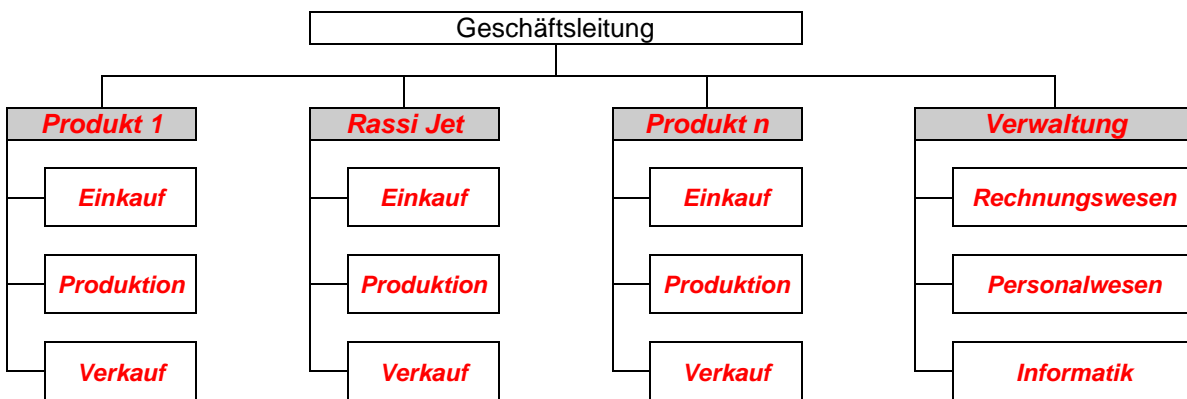 Geschäftsleitung
Produkt 1
Rassi Jet
Produkt n
Verwaltung
Einkauf
Einkauf
Einkauf
Rechnungswesen
Produktion
Produktion
Produktion
Personalwesen
Verkauf
Verkauf
Verkauf
Informatik